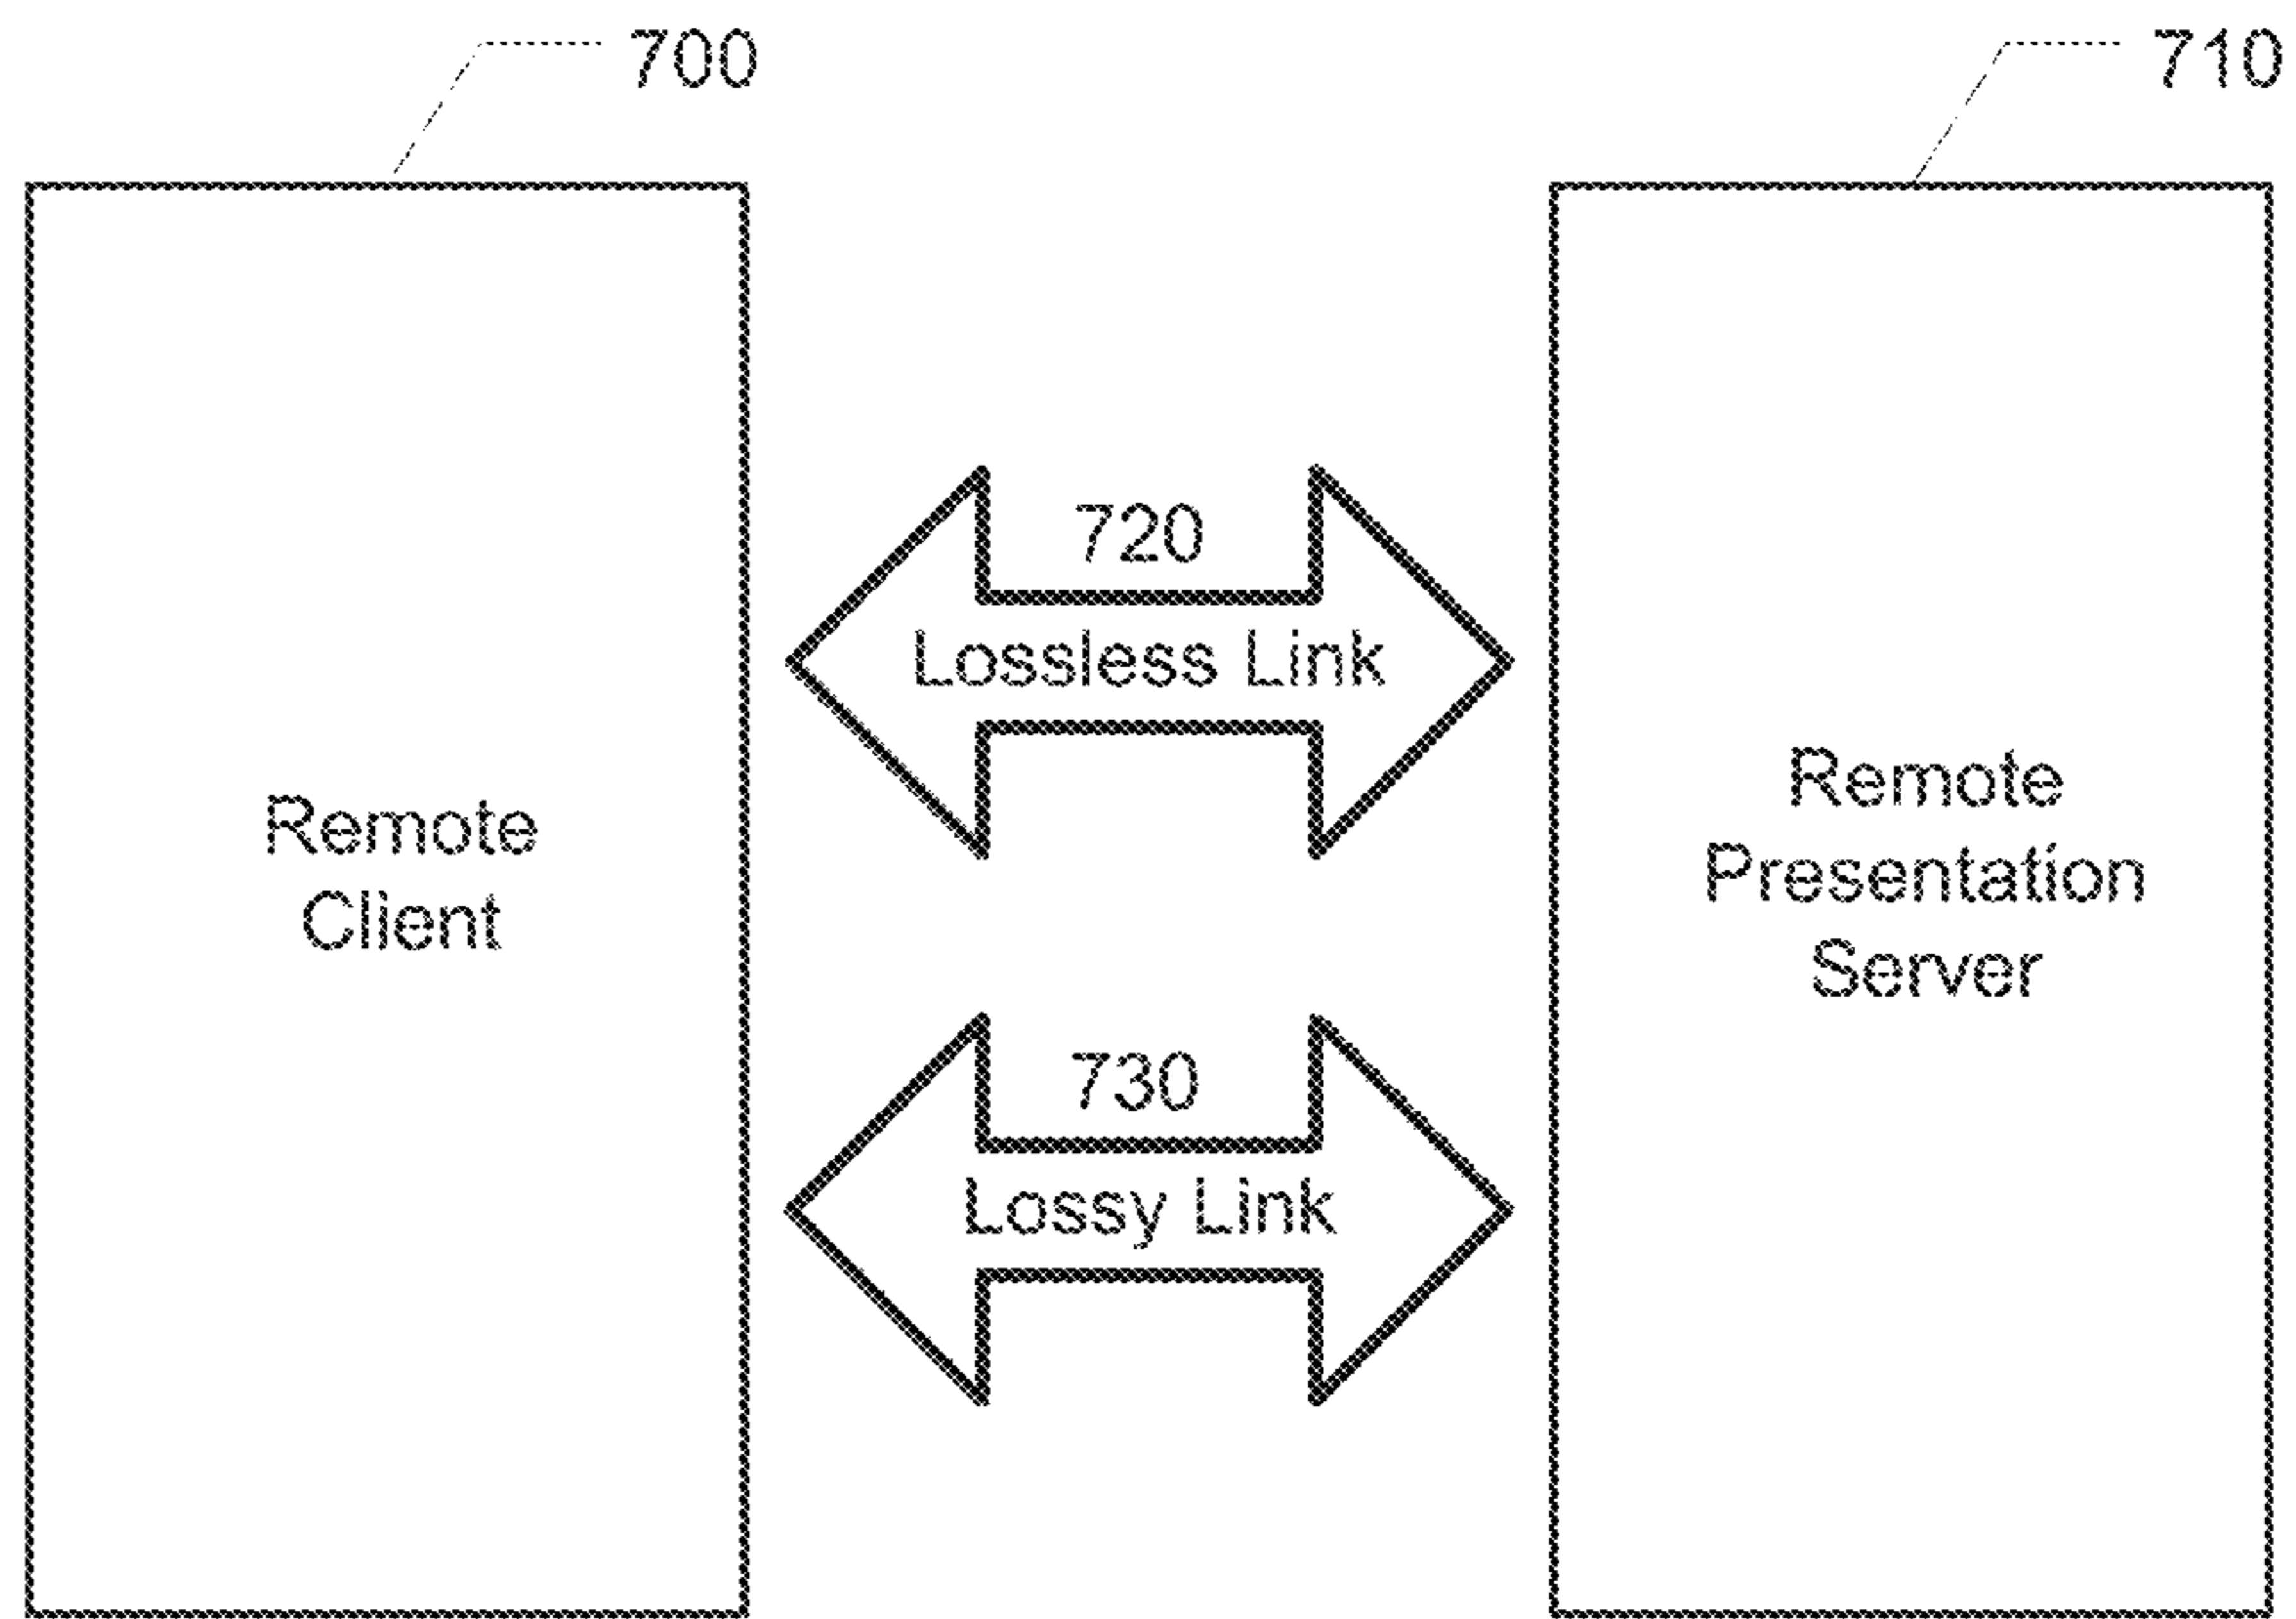 700
710
720
Lossless Link
Remote
Client
Remote
Presentation
Server
730
Lossy Link